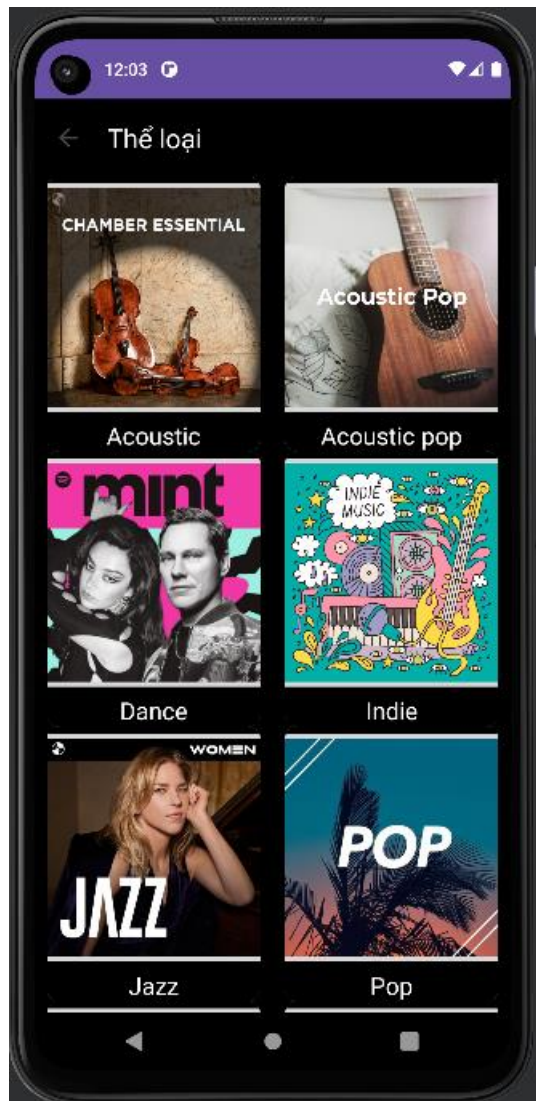 12:03
Thể loại
CHAMBER ESSENTIAL
Acoustic Pop
Acoustic
Acoustic pop
mint
INDIE
MUSIC
Dance
Indie
WOMEN
JAZZ
POP
Jazz
Pop